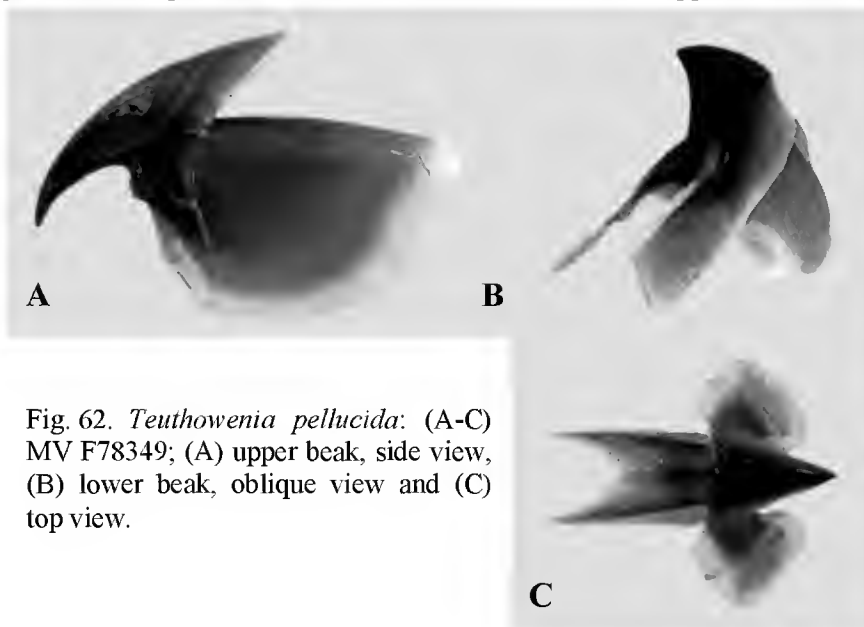 A
B
Fig. 62. Teuthowenia pellucida: (A-C)
MV F78349; (A) upper beak, side view,
(B) lower beak, oblique view and (C)
top view.
C